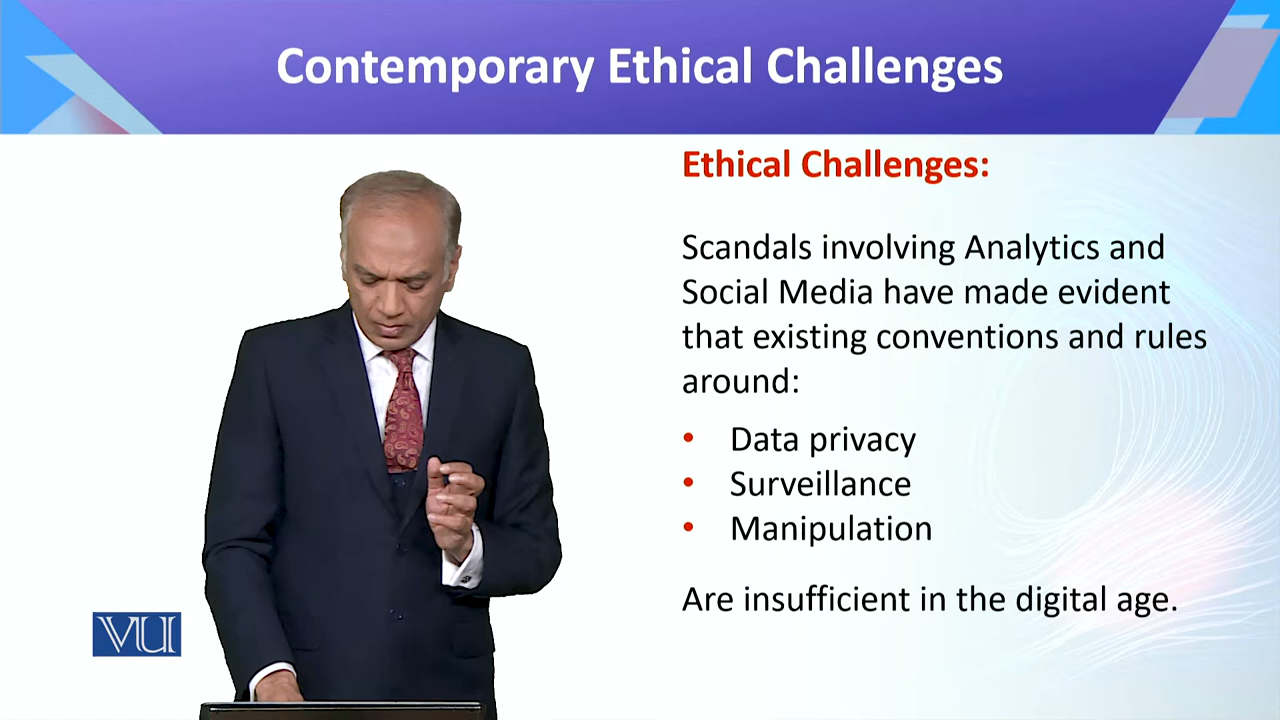 Contemporary Ethical Challenges
Ethical Challenges:
Scandals involving Analytics and
Social Media have made evident
that existing conventions and rules
around:
• Data privacy
• Surveillance
• Manipulation
Are insufficient in the digital age.
VU